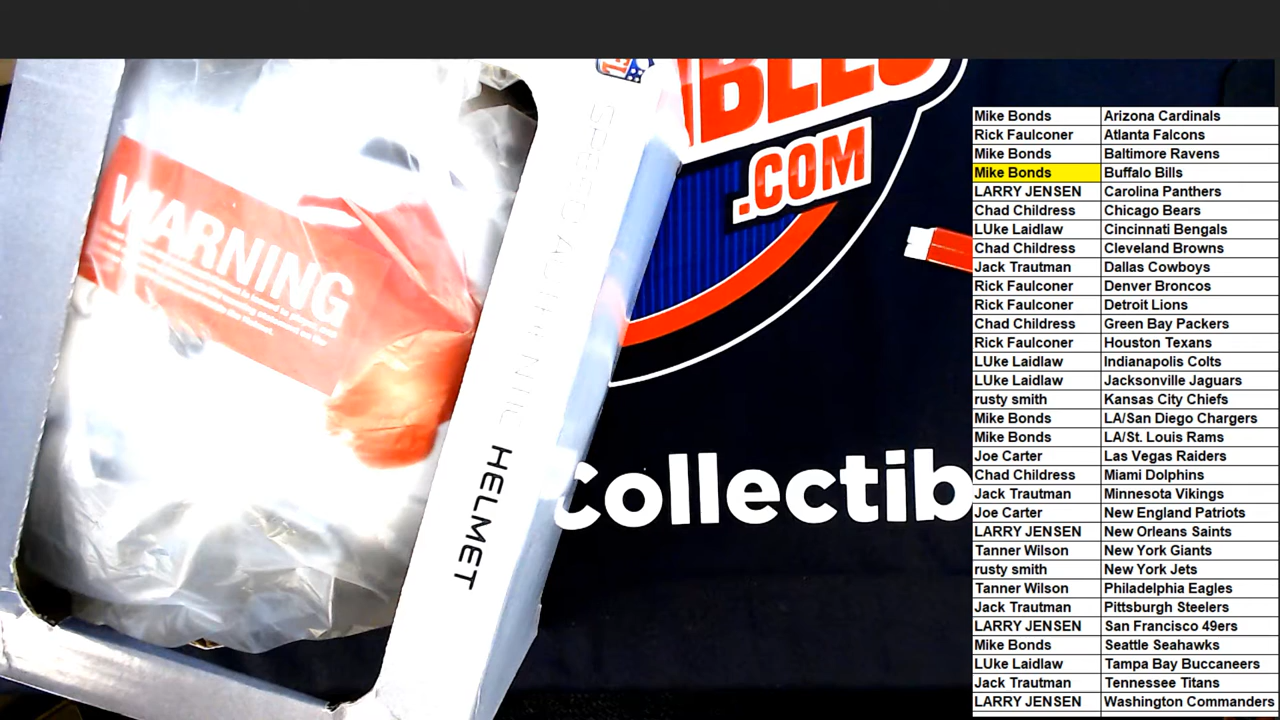 WARNING
SPEED AUTHENTIC HELMET
.COM
Collectib
Mike Bonds Arizona Cardinals
Rick Faulconer Atlanta Falcons
Mike Bonds Baltimore Ravens
Mike Bonds Buffalo Bills
LARRY JENSEN Carolina Panthers
Chad Childress Chicago Bears
LUke Laidlaw Cincinnati Bengals
Chad Childress Cleveland Browns
Jack Trautman Dallas Cowboys
Rick Faulconer Denver Broncos
Rick Faulconer Detroit Lions
Chad Childress Green Bay Packers
Rick Faulconer Houston Texans
LUke Laidlaw Indianapolis Colts
LUke Laidlaw Jacksonville Jaguars
rusty smith Kansas City Chiefs
Mike Bonds LA/San Diego Chargers
Mike Bonds LA/St. Louis Rams
Joe Carter Las Vegas Raiders
Chad Childress Miami Dolphins
Jack Trautman Minnesota Vikings
Joe Carter New England Patriots
LARRY JENSEN New Orleans Saints
Tanner Wilson New York Giants
rusty smith New York Jets
Tanner Wilson Philadelphia Eagles
Jack Trautman Pittsburgh Steelers
LARRY JENSEN San Francisco 49ers
Mike Bonds Seattle Seahawks
LUke Laidlaw Tampa Bay Buccaneers
Jack Trautman Tennessee Titans
LARRY JENSEN Washington Commanders